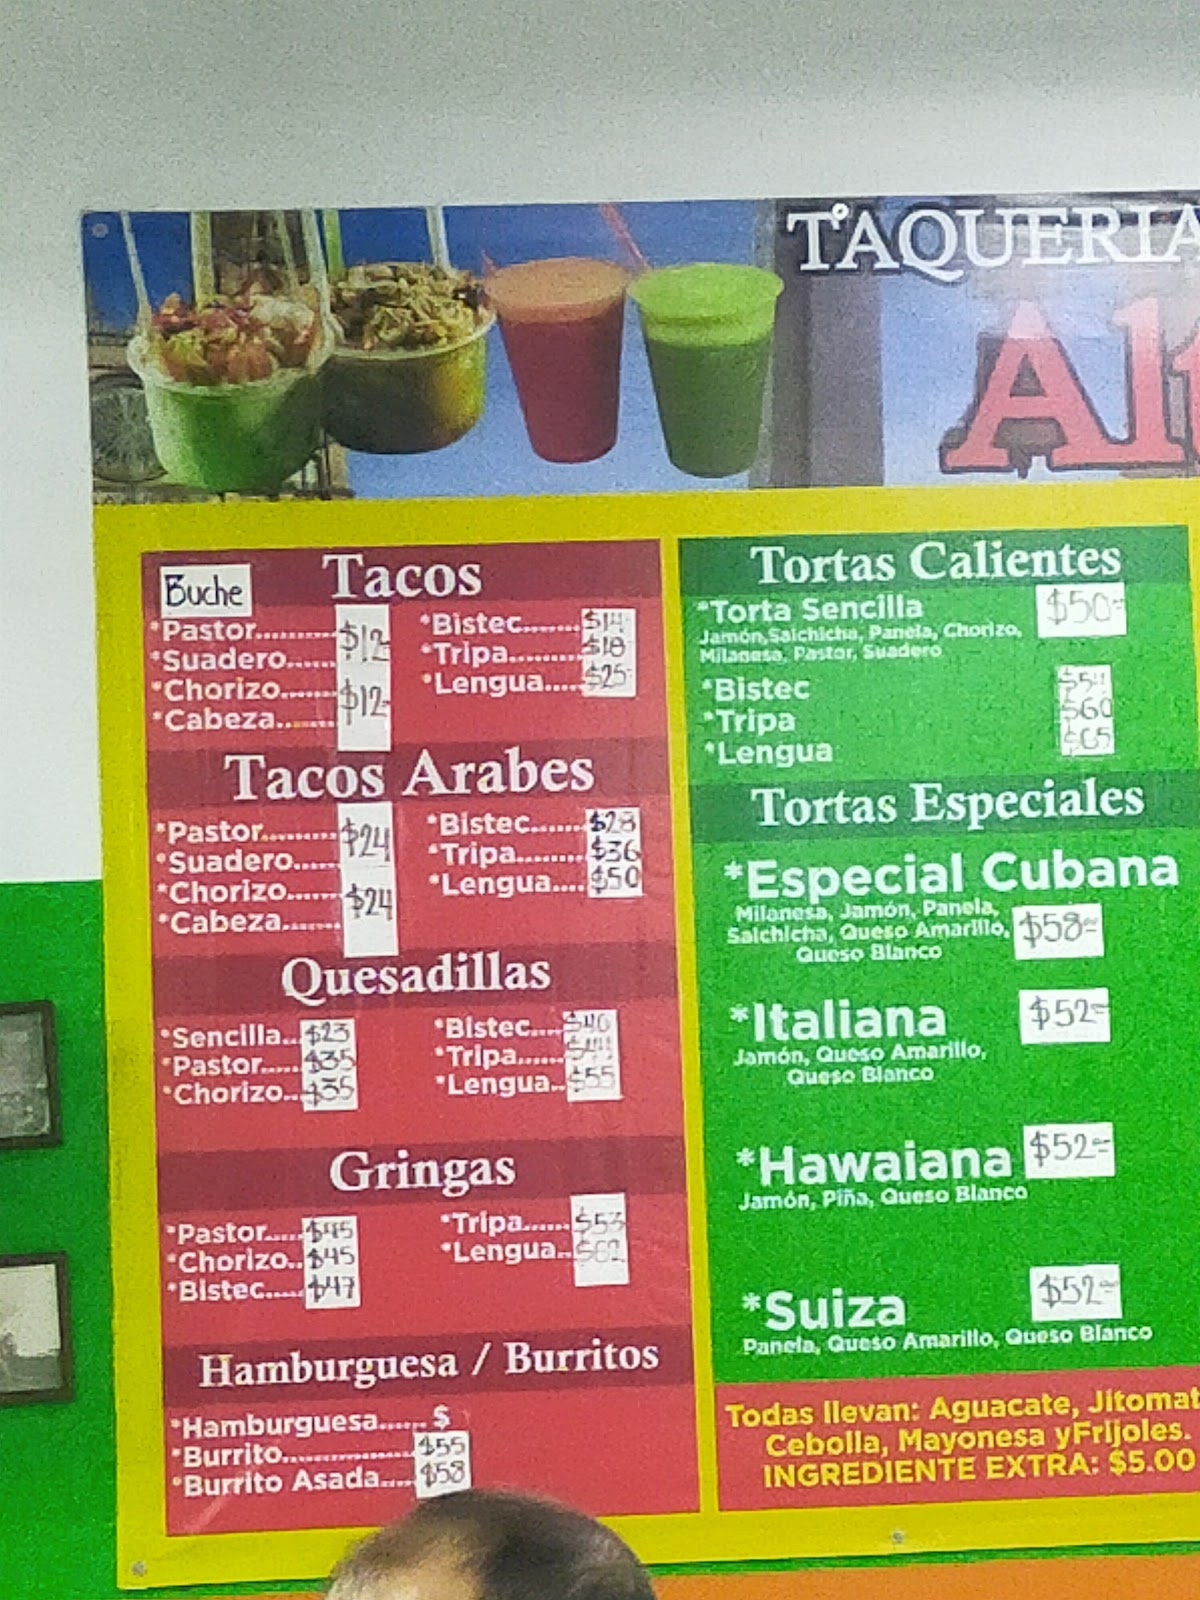 TAQUERIA
Tacos
Buche
*Pastor..........$12-
*Suadero.......
*Chorizo.......$12-
*Cabeza.......
*Bistec.......$14
*Tripa.........$18
*Lengua.....$25-
Tacos Arabes
*Pastor..........$24
*Suadero......
*Chorizo.......$24
*Cabeza.......
*Bistec.......$28
*Tripa.........$36
*Lengua....$50
Quesadillas
*Sencilla...$23
*Pastor.....$35
*Chorizo..$35
*Bistec....$40
*Tripa......$44
*Lengua..$55
Gringas
*Pastor.....$45
*Chorizo..$45
*Bistec.....$47
*Tripa......$53
*Lengua..$62
Hamburguesa / Burritos
*Hamburguesa...... $
*Burrito.................$55
*Burrito Asada....$58
Tortas Calientes
*Torta Sencilla $50-
Jamón,Salchicha, Panela, Chorizo,
Milanesa, Pastor, Suadero
*Bistec $54
*Tripa $60
*Lengua $65
Tortas Especiales
*Especial Cubana
Milanesa, Jamón, Panela,
Salchicha, Queso Amarillo, $58-
Queso Blanco
*Italiana $52-
Jamón, Queso Amarillo,
Queso Blanco
*Hawaiana $52-
Jamón, Piña, Queso Blanco
*Suiza $52-
Panela, Queso Amarillo, Queso Blanco
Todas llevan: Aguacate, Jitomat
Cebolla, Mayonesa yFrijoles.
INGREDIENTE EXTRA: $5.00